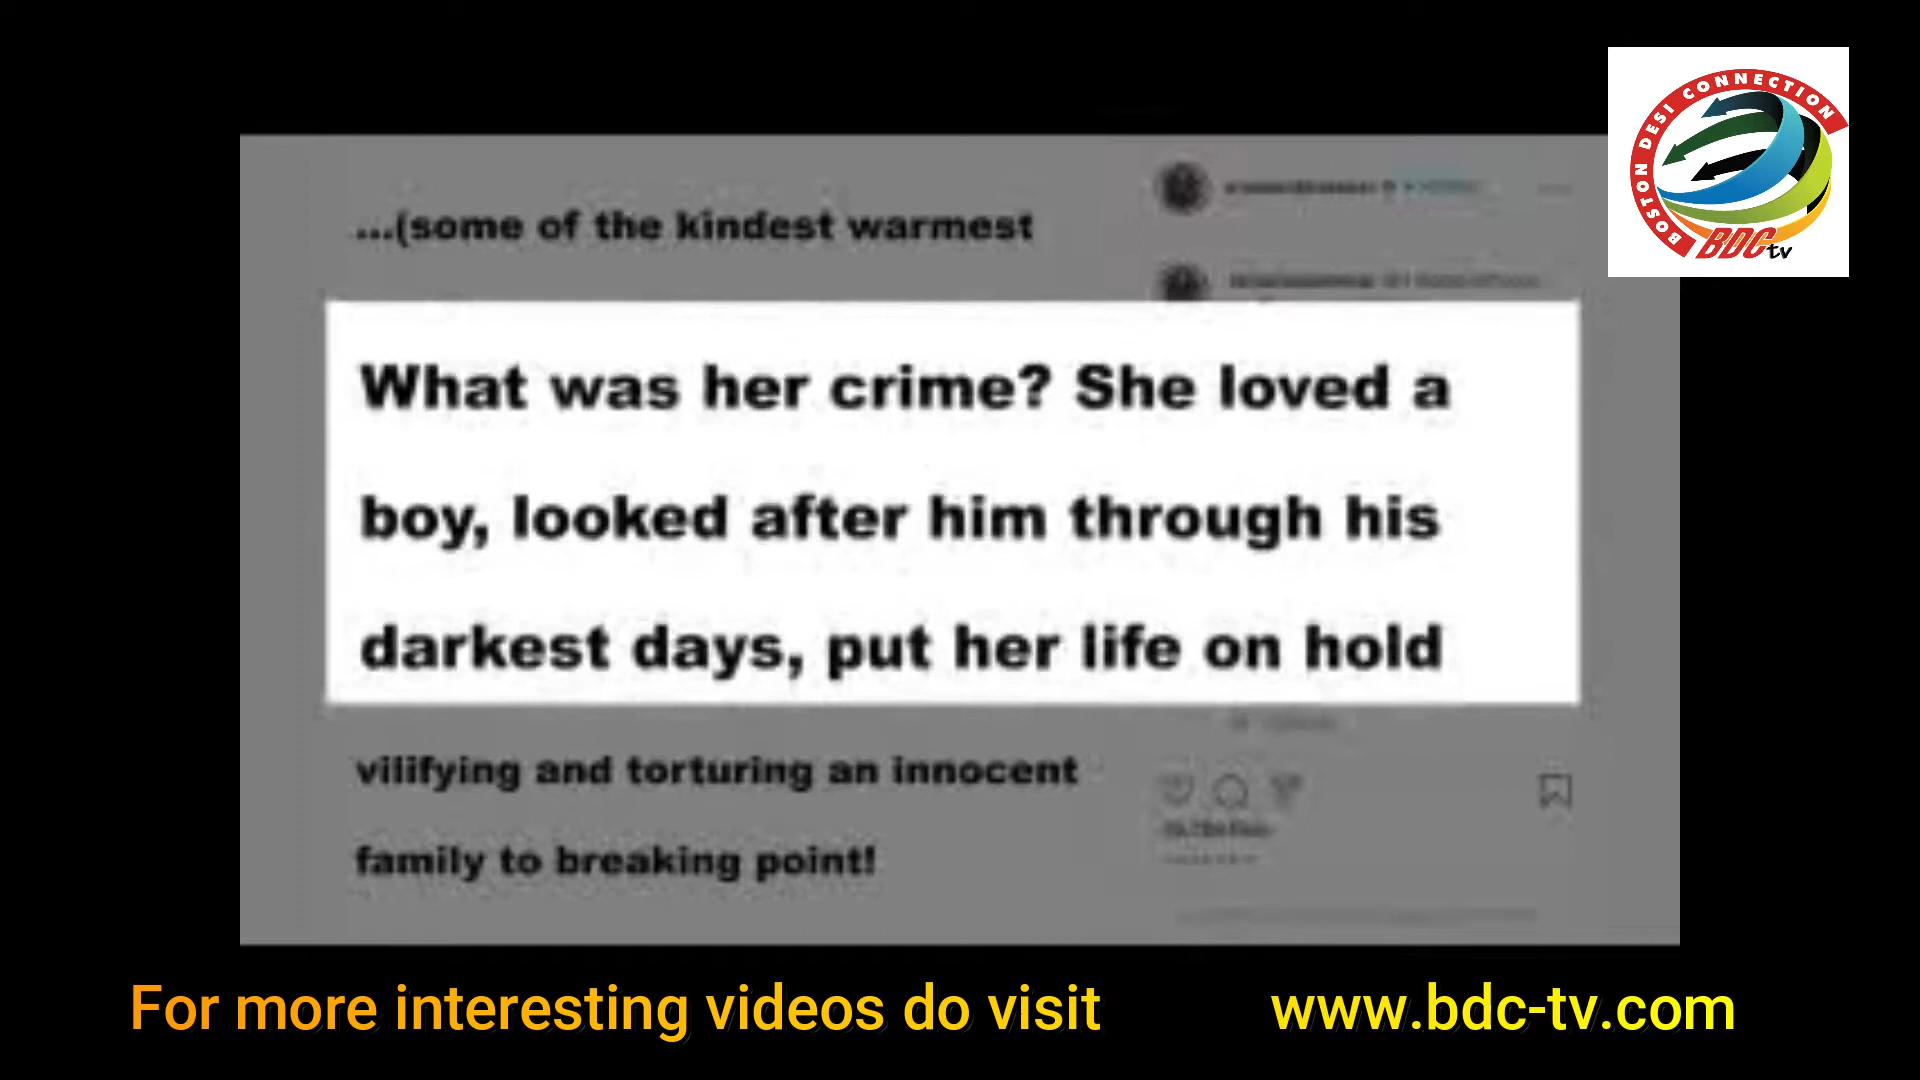 BOSTON DESI CONNECTION
BDC tv
...(some of the kindest warmest
What was her crime? She loved a
boy, looked after him through his
darkest days, put her life on hold
vilifying and torturing an innocent
family to breaking point!
For more interesting videos do visit www.bdc-tv.com